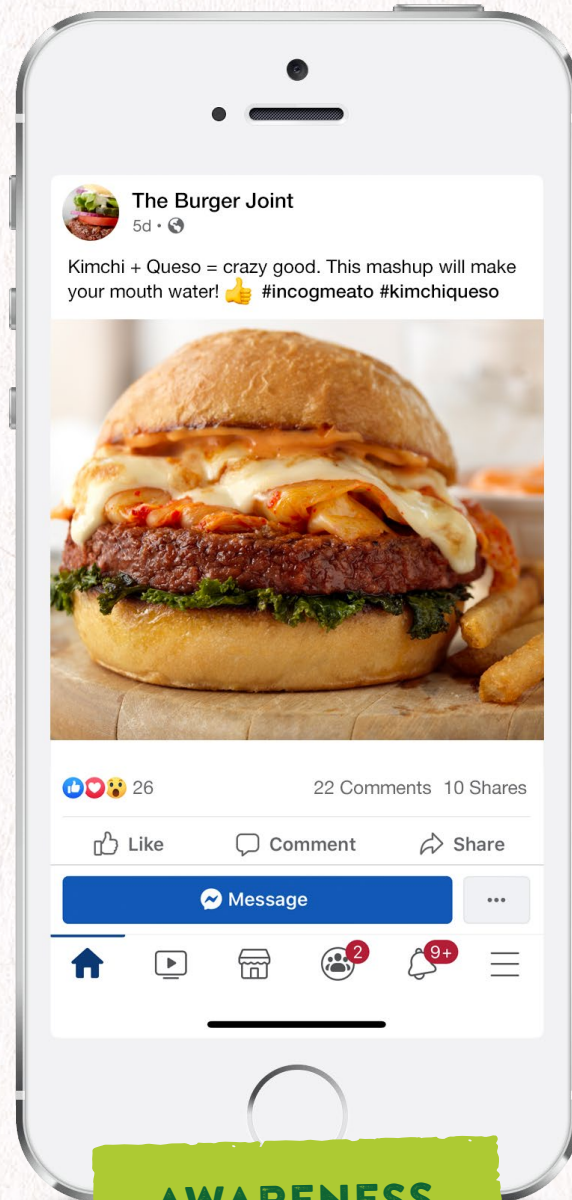 The Burger Joint
5d •
Kimchi + Queso = crazy good. This mashup will make
your mouth water! 👍 #incogmeato #kimchiqueso
26
22 Comments 10 Shares
Like
Comment
Share
Message
2
9+
AWARENESS